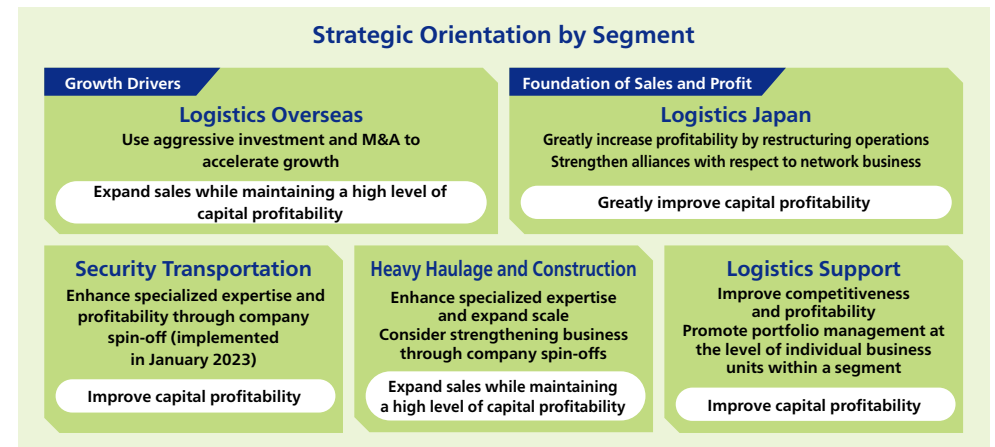 Strategic Orientation by Segment
Growth Drivers
Logistics Overseas
Use aggressive investment and M&A to
accelerate growth
Expand sales while maintaining a high level of
capital profitability
Foundation of Sales and Profit
Logistics Japan
Greatly increase profitability by restructuring operations
Strengthen alliances with respect to network business
Greatly improve capital profitability
Security Transportation
Enhance specialized expertise and
profitability through company
spin-off (implemented
in January 2023)
Improve capital profitability
Heavy Haulage and Construction
Enhance specialized expertise
and expand scale
Consider strengthening business
through company spin-offs
Expand sales while maintaining
a high level of capital profitability
Logistics Support
Improve competitiveness
and profitability
Promote portfolio management at
the level of individual business
units within a segment
Improve capital profitability